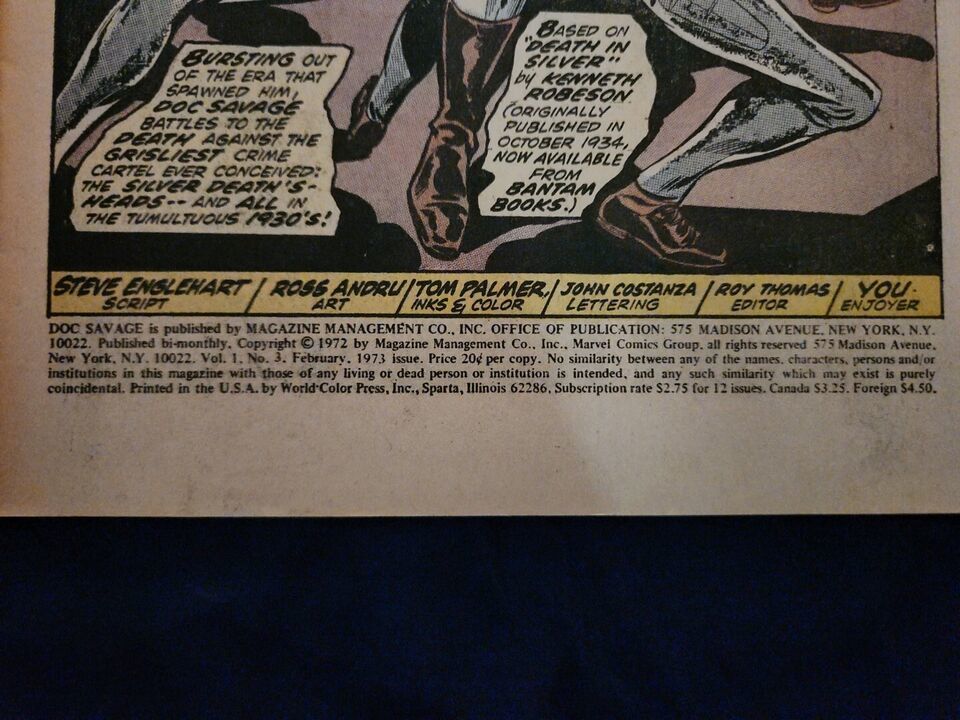 BURSTING OUT
OF THE ERA THAT
SPAWNED HIM,
DOC SAVAGE
BATTLES TO THE
DEATH AGAINST THE
GRISLIEST CRIME
CARTEL EVER CONCEIVED:
THE SILVER DEATH'S-
HEADS-- AND ALL IN
THE TUMULTUOUS 1930'S!
BASED ON
"DEATH IN
SILVER"
by KENNETH
ROBESON
(ORIGINALLY
PUBLISHED IN
OCTOBER 1934,
NOW AVAILABLE
FROM
BANTAM
BOOKS.)
STEVE ENGLEHART / ROSS ANDRU / TOM PALMER, / JOHN COSTANZA / ROY THOMAS / YOU
SCRIPT ART INKS & COLOR LETTERING EDITOR ENJOYER
DOC SAVAGE is published by MAGAZINE MANAGEMENT CO., INC. OFFICE OF PUBLICATION: 575 MADISON AVENUE, NEW YORK, N.Y.
10022. Published bi-monthly. Copyright © 1972 by Magazine Management Co., Inc., Marvel Comics Group, all rights reserved 575 Madison Avenue,
New York, N.Y. 10022. Vol. 1, No. 3, February, 1973 issue. Price 20¢ per copy. No similarity between any of the names, characters, persons and/or
institutions in this magazine with those of any living or dead person or institution is intended, and any such similarity which may exist is purely
coincidental. Printed in the U.S.A. by World Color Press, Inc., Sparta, Illinois 62286, Subscription rate $2.75 for 12 issues. Canada $3.25. Foreign $4.50.